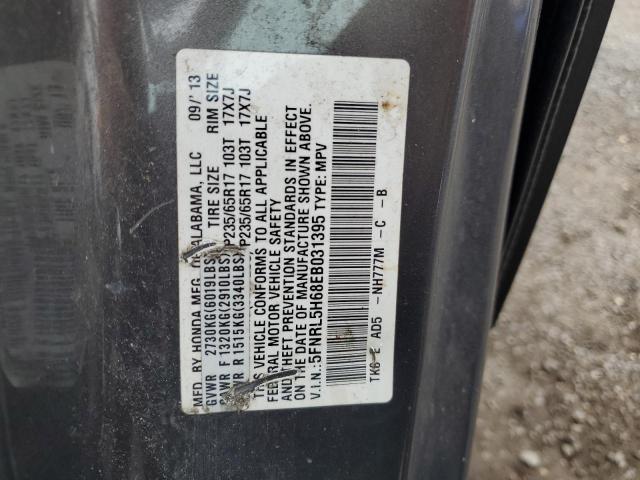 MFD. BY HONDA MFG. OF ALABAMA, LLC 09/'13
GVWR 2730KG(6019LBS) TIRE SIZE RIM SIZE
GAWR F 1320KG(2910LBS) P235/65R17 103T 17X7J
GAWR R 1515KG(3340LBS) P235/65R17 103T 17X7J
THIS VEHICLE CONFORMS TO ALL APPLICABLE
FEDERAL MOTOR VEHICLE SAFETY
AND THEFT PREVENTION STANDARDS IN EFFECT
ON THE DATE OF MANUFACTURE SHOWN ABOVE.
V.I.N.: 5FNRL5H68EB031395 TYPE: MPV
TK8-E AD5 -NH777M -C -B